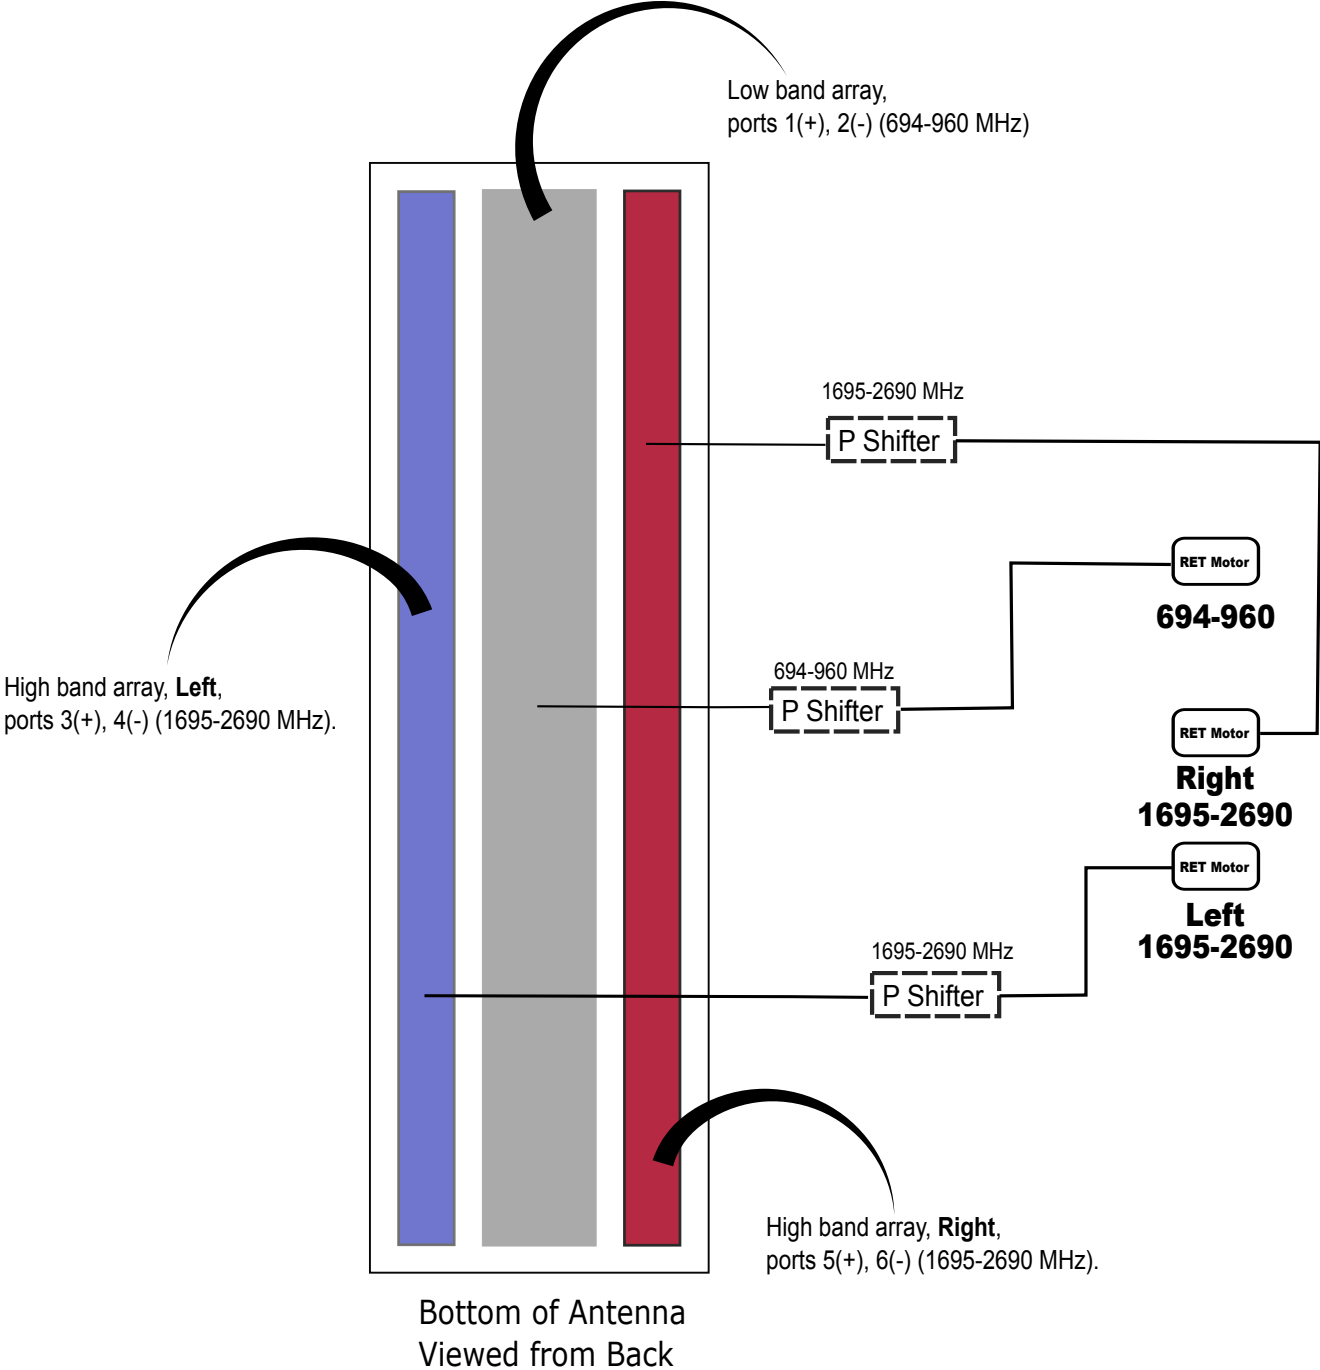 Low band array,
ports 1(+), 2(-) (694-960 MHz)
1695-2690 MHz
P Shifter
RET Motor
694-960
694-960 MHz
P Shifter
High band array, Left,
ports 3(+), 4(-) (1695-2690 MHz).
RET Motor
Right
1695-2690
RET Motor
Left
1695-2690
1695-2690 MHz
P Shifter
High band array, Right,
ports 5(+), 6(-) (1695-2690 MHz).
Bottom of Antenna
Viewed from Back